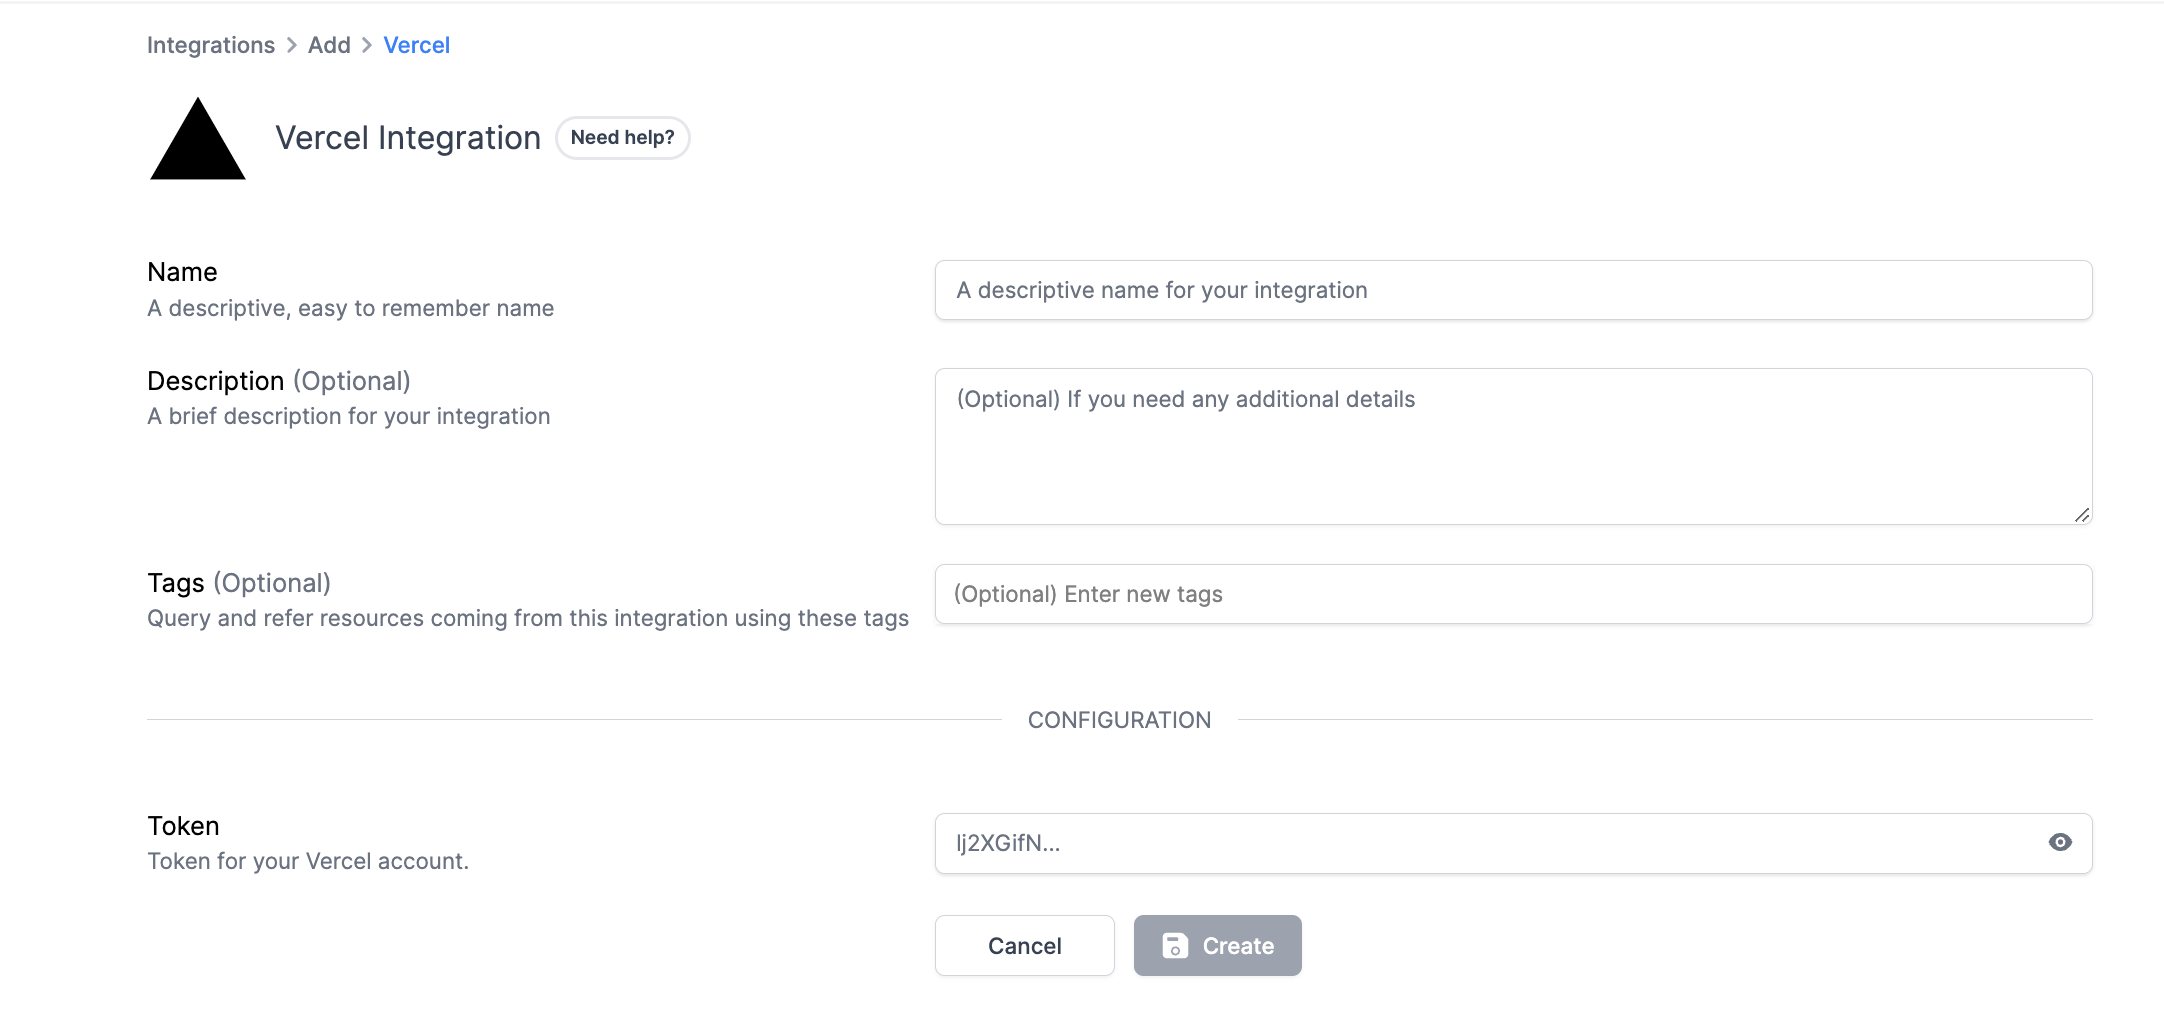 Integrations > Add > Vercel
Vercel Integration Need help?
Name
A descriptive, easy to remember name
A descriptive name for your integration
Description (Optional)
A brief description for your integration
(Optional) If you need any additional details
Tags (Optional)
Query and refer resources coming from this integration using these tags
(Optional) Enter new tags
CONFIGURATION
Token
Token for your Vercel account.
lj2XGifN...
Cancel Create